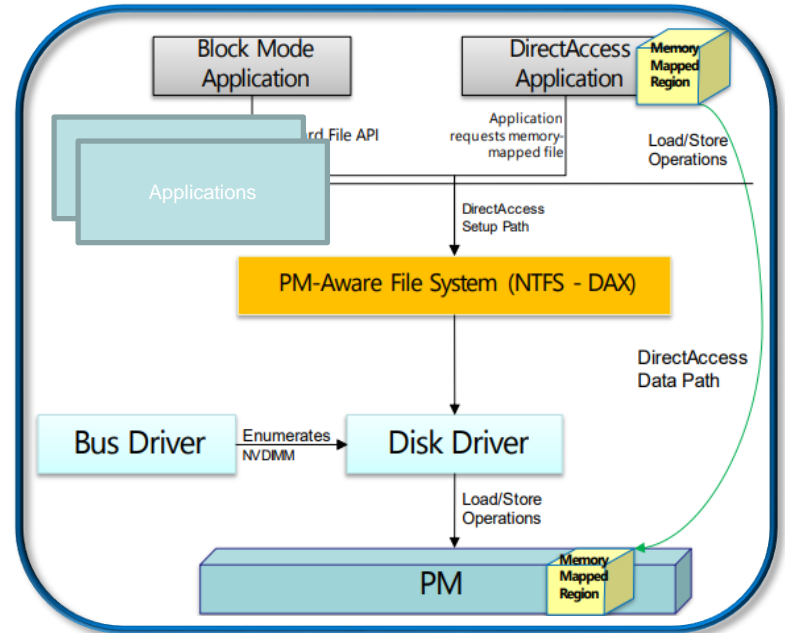 Block Mode
Application
DirectAccess
Application
Memory
Mapped
Region
File API
Application
requests memory-
mapped file
Load/Store
Operations
Applications
DirectAccess
Setup Path
PM-Aware File System (NTFS - DAX)
DirectAccess
Data Path
Bus Driver
Enumerates
NVDIMM
Disk Driver
Load/Store
Operations
PM
Memory
Mapped
Region